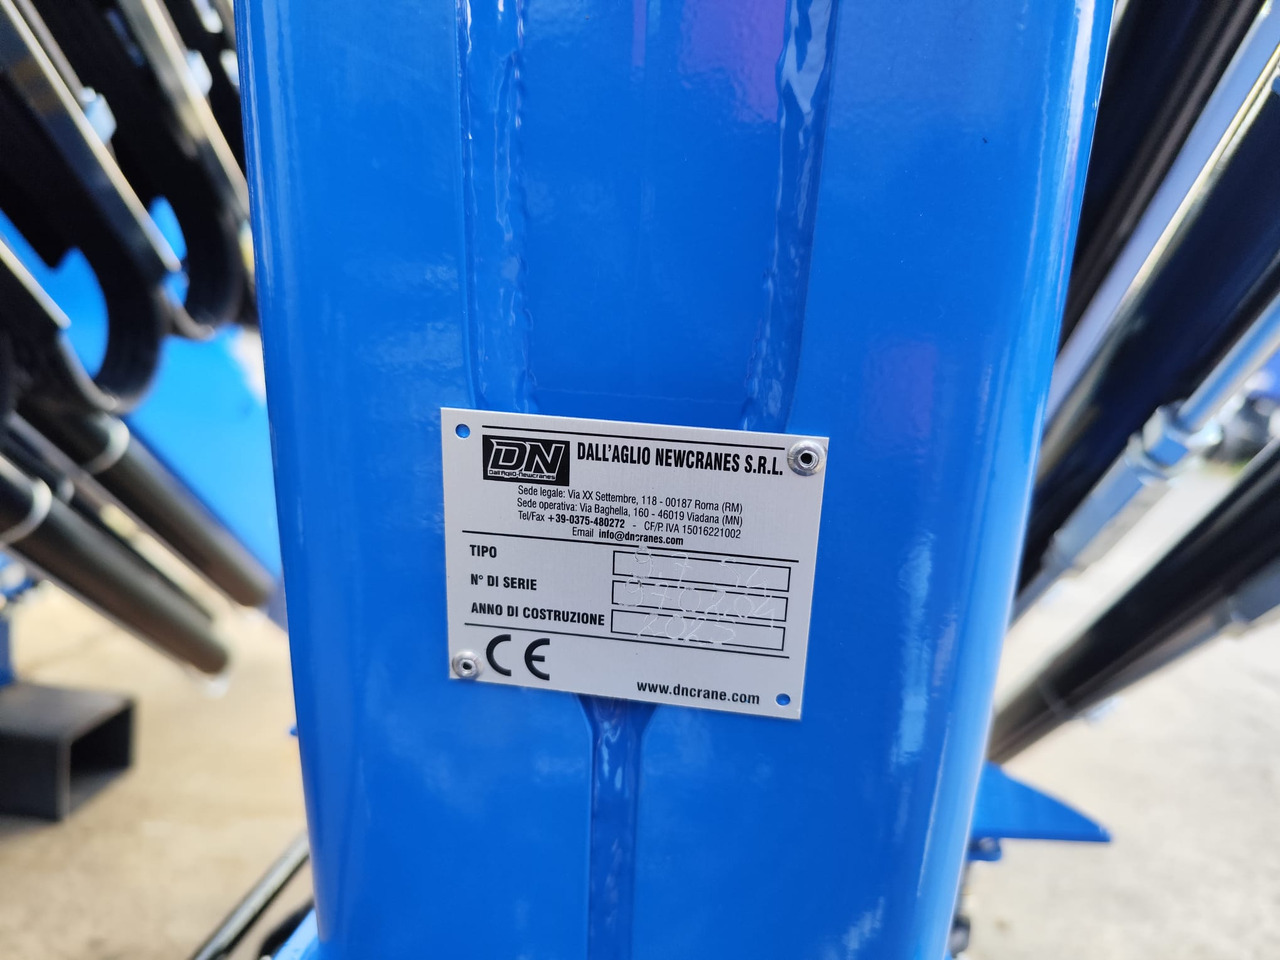 DN
Dall'Aglio-Newcranes
DALL'AGLIO NEWCRANES S.R.L.
Sede legale: Via XX Settembre, 118 - 00187 Roma (RM)
Sede operativa: Via Baghella, 160 - 46019 Viadana (MN)
Tel/Fax +39-0375-480272 - CF/P. IVA 15016221002
Email info@dncranes.com
TIPO
N° DI SERIE
ANNO DI COSTRUZIONE 2023
CE
www.dncrane.com